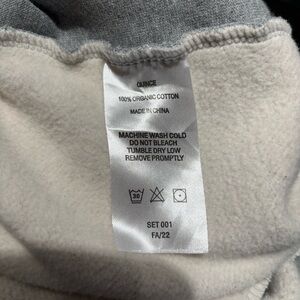 QUINCE
100% ORGANIC COTTON
MADE IN CHINA
MACHINE WASH COLD
DO NOT BLEACH
TUMBLE DRY LOW
REMOVE PROMPTLY
30
SET 001
FA/22